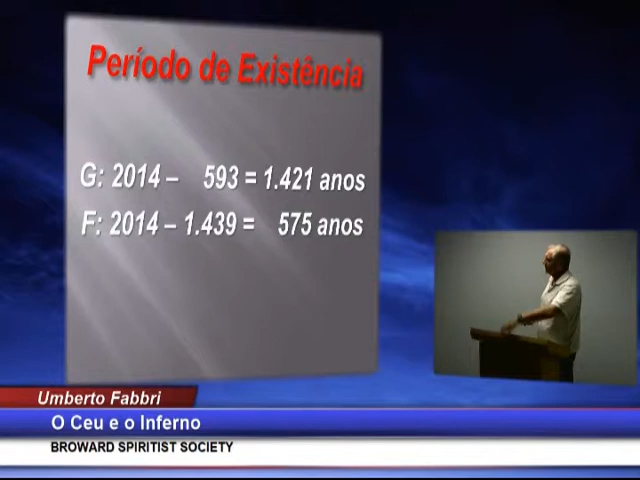 Período de Existência
G: 2014 – 593 = 1.421 anos
F: 2014 – 1.439 = 575 anos
Umberto Fabbri
O Ceu e o Inferno
BROWARD SPIRITIST SOCIETY